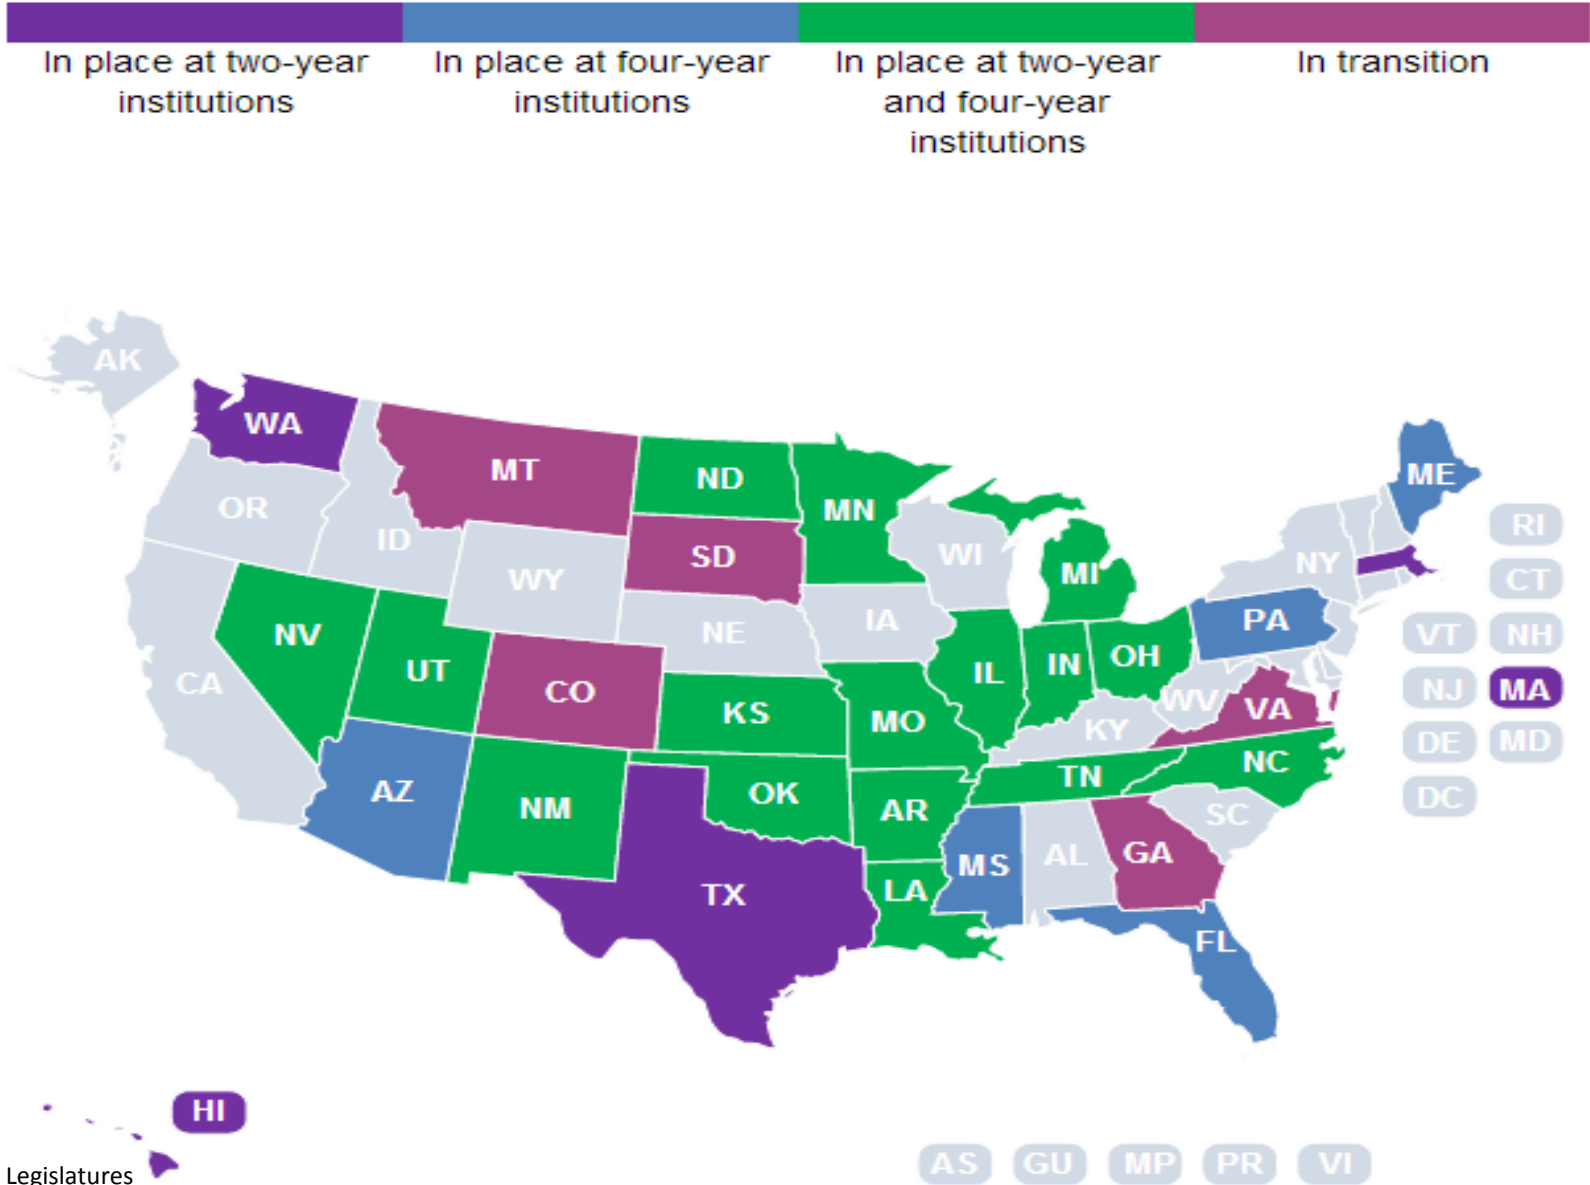 In place at two-year
institutions
In place at four-year
institutions
In place at two-year
and four-year
institutions
In transition
AK
WA
MT
ND
MN
ME
OR
ID
SD
WI
MI
NY
RI
WY
CT
NV
UT
NE
IA
PA
VT
NH
CA
CO
KS
IL
IN
OH
WV
VA
NJ
MA
MO
KY
DE
MD
AZ
NM
OK
AR
TN
NC
SC
DC
TX
LA
MS
AL
GA
FL
HI
Legislatures
AS
GU
MP
PR
VI